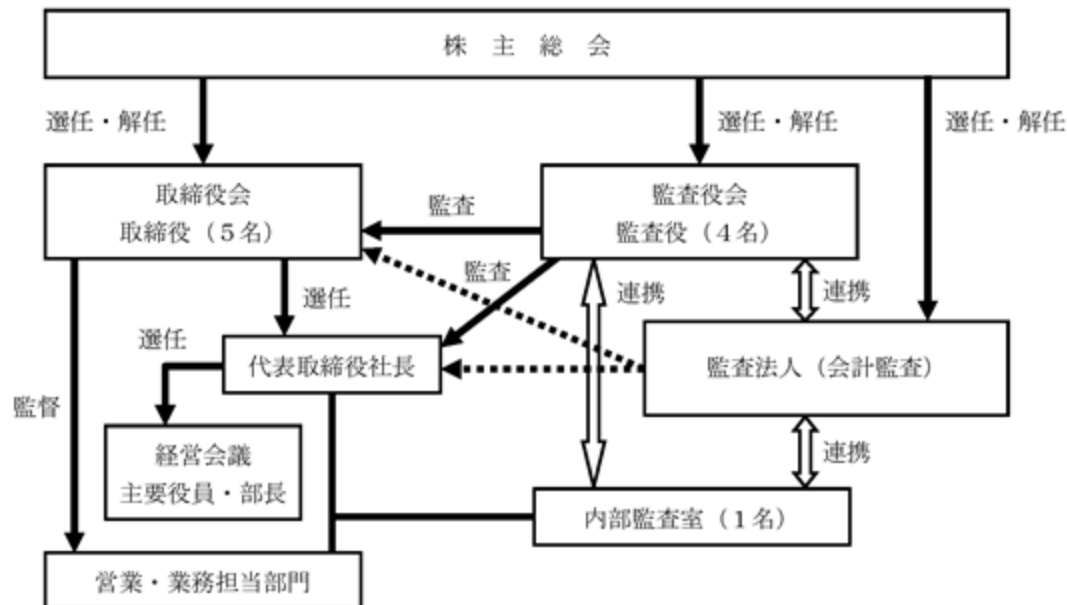 株 主 総 会
選任・解任
選任・解任
選任・解任
取締役会
取締役（５名）
監査
監査役会
監査役（４名）
監査
選任
連携
連携
選任
代表取締役社長
監査法人（会計監査）
監督
経営会議
主要役員・部長
連携
内部監査室（１名）
営業・業務担当部門